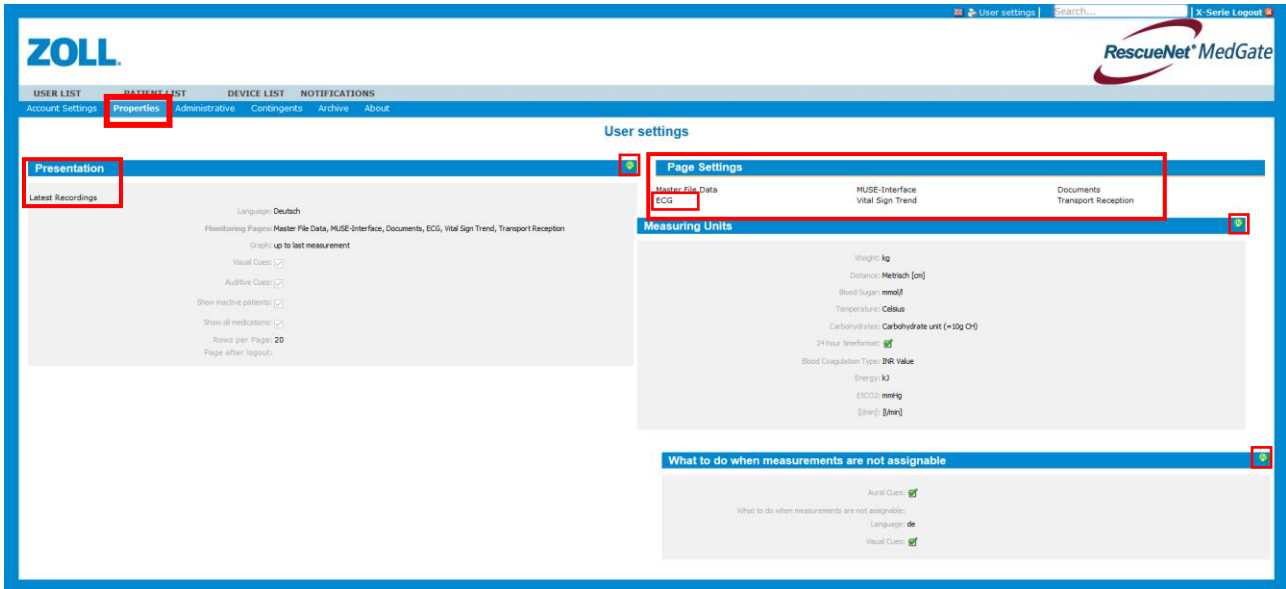 User settings | Search... | X-Serie Logout
ZOLL.
RescueNet® MedGate
USER LIST PATIENT LIST DEVICE LIST NOTIFICATIONS
Account Settings Properties Administrative Contingents Archive About
User settings
Presentation
Latest Recordings
Language: Deutsch
Monitoring Pages: Master File Data, MUSE-Interface, Documents, ECG, Vital Sign Trend, Transport Reception
Graph: up to last measurement
Visual Cues:
Auditive Cues:
Show inactive patients:
Show all medications:
Rows per Page: 20
Page after logout:
Page Settings
Master File Data MUSE-Interface Documents
ECG Vital Sign Trend Transport Reception
Measuring Units
Weight: kg
Distance: Metrisch [cm]
Blood Sugar: mmol/l
Temperature: Celsius
Carbohydrates: Carbohydrate unit (=10g CH)
24 hour timeformat:
Blood Coagulation Type: INR Value
Energy: kJ
EtCO2: mmHg
[l/min]: [l/min]
What to do when measurements are not assignable
Aural Cues:
What to do when measurements are not assignable:
Language: de
Visual Cues: